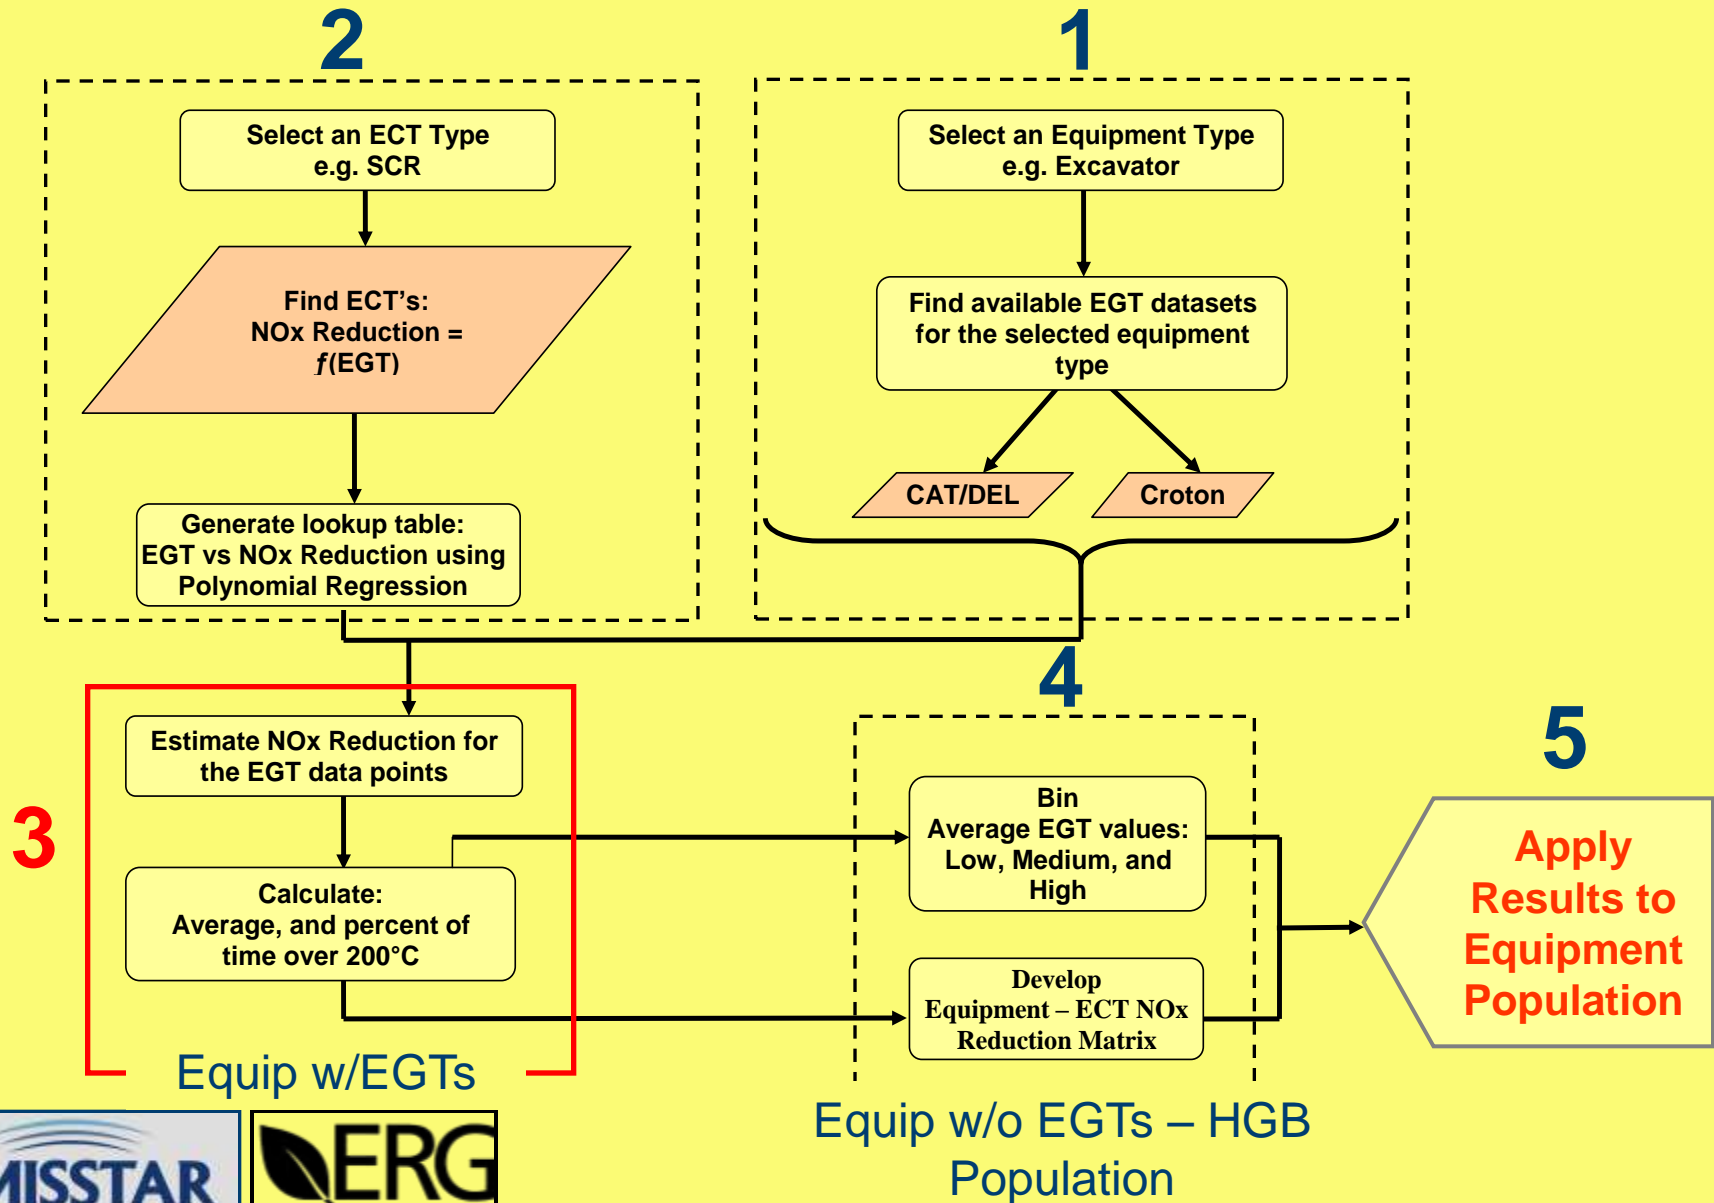 2
1
Select an ECT Type
e.g. SCR
Select an Equipment Type
e.g. Excavator
Find ECT's:
NOx Reduction =
ƒ(EGT)
Find available EGT datasets
for the selected equipment
type
CAT/DEL
Croton
Generate lookup table:
EGT vs NOx Reduction using
Polynomial Regression
3
Estimate NOx Reduction for
the EGT data points
Calculate:
Average, and percent of
time over 200°C
Equip w/EGTs
4
Bin
Average EGT values:
Low, Medium, and
High
Develop
Equipment – ECT NOx
Reduction Matrix
Equip w/o EGTs – HGB
Population
5
Apply
Results to
Equipment
Population
MISSTAR
ERG